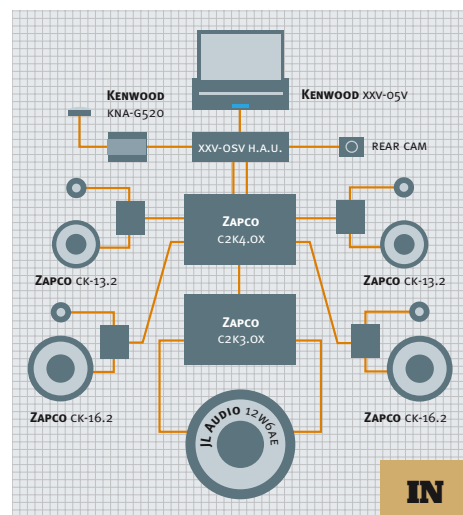 KENWOOD
KNA-G520
KENWOOD XXV-05V
XXV-05V H.A.U.
REAR CAM
ZAPCO
C2K4.0X
ZAPCO CK-13.2
ZAPCO CK-13.2
ZAPCO
C2K3.0X
ZAPCO CK-16.2
ZAPCO CK-16.2
JL AUDIO 12W6AE
IN